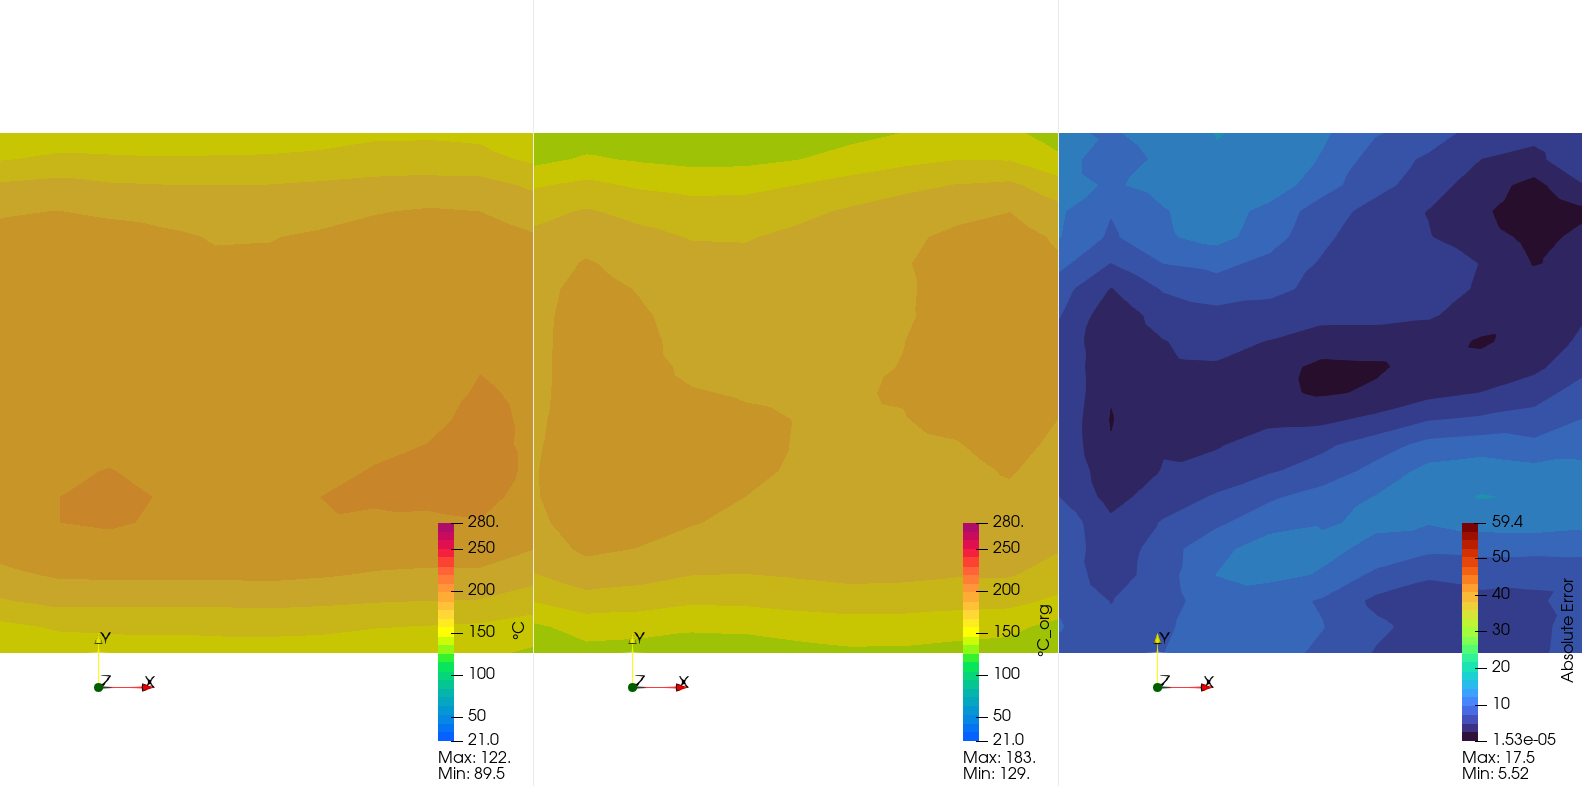 280.
250
200
150
100
50
21.0
°C
Max: 122.
Min: 89.5
Y
Z
X
280.
250
200
150
100
50
21.0
°C_org
Max: 183.
Min: 129.
Y
Z
X
59.4
50
40
30
20
10
1.53e-05
Absolute Error
Max: 17.5
Min: 5.52
Y
Z
X